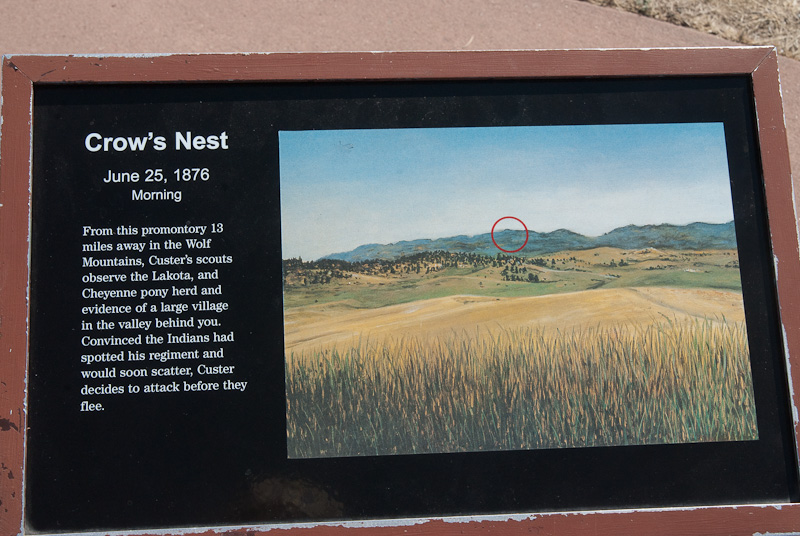 Crow's Nest
June 25, 1876
Morning
From this promontory 13
miles away in the Wolf
Mountains, Custer's scouts
observe the Lakota, and
Cheyenne pony herd and
evidence of a large village
in the valley behind you.
Convinced the Indians had
spotted his regiment and
would soon scatter, Custer
decides to attack before they
flee.